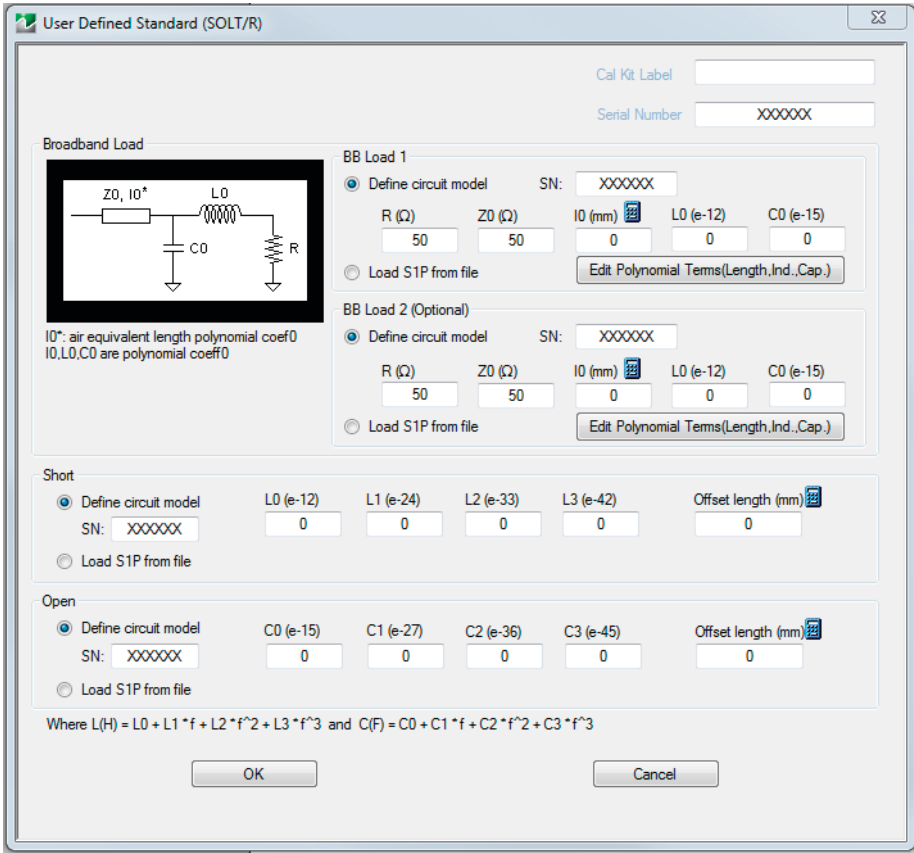 User Defined Standard (SOLT/R)
Cal Kit Label
Serial Number XXXXXX
Broadband Load
Z0, l0*
L0
C0
R
l0*: air equivalent length polynomial coef0
l0,L0,C0 are polynomial coeff0
BB Load 1
Define circuit model SN: XXXXXX
R (Ω) Z0 (Ω) l0 (mm) L0 (e-12) C0 (e-15)
50 50 0 0 0
Load S1P from file Edit Polynomial Terms(Length,Ind.,Cap.)
BB Load 2 (Optional)
Define circuit model SN: XXXXXX
R (Ω) Z0 (Ω) l0 (mm) L0 (e-12) C0 (e-15)
50 50 0 0 0
Load S1P from file Edit Polynomial Terms(Length,Ind.,Cap.)
Short
Define circuit model L0 (e-12) L1 (e-24) L2 (e-33) L3 (e-42) Offset length (mm)
SN: XXXXXX 0 0 0 0 0
Load S1P from file
Open
Define circuit model C0 (e-15) C1 (e-27) C2 (e-36) C3 (e-45) Offset length (mm)
SN: XXXXXX 0 0 0 0 0
Load S1P from file
Where L(H) = L0 + L1 * f + L2 * f^2 + L3 * f^3 and C(F) = C0 + C1 * f + C2 * f^2 + C3 * f^3
OK Cancel